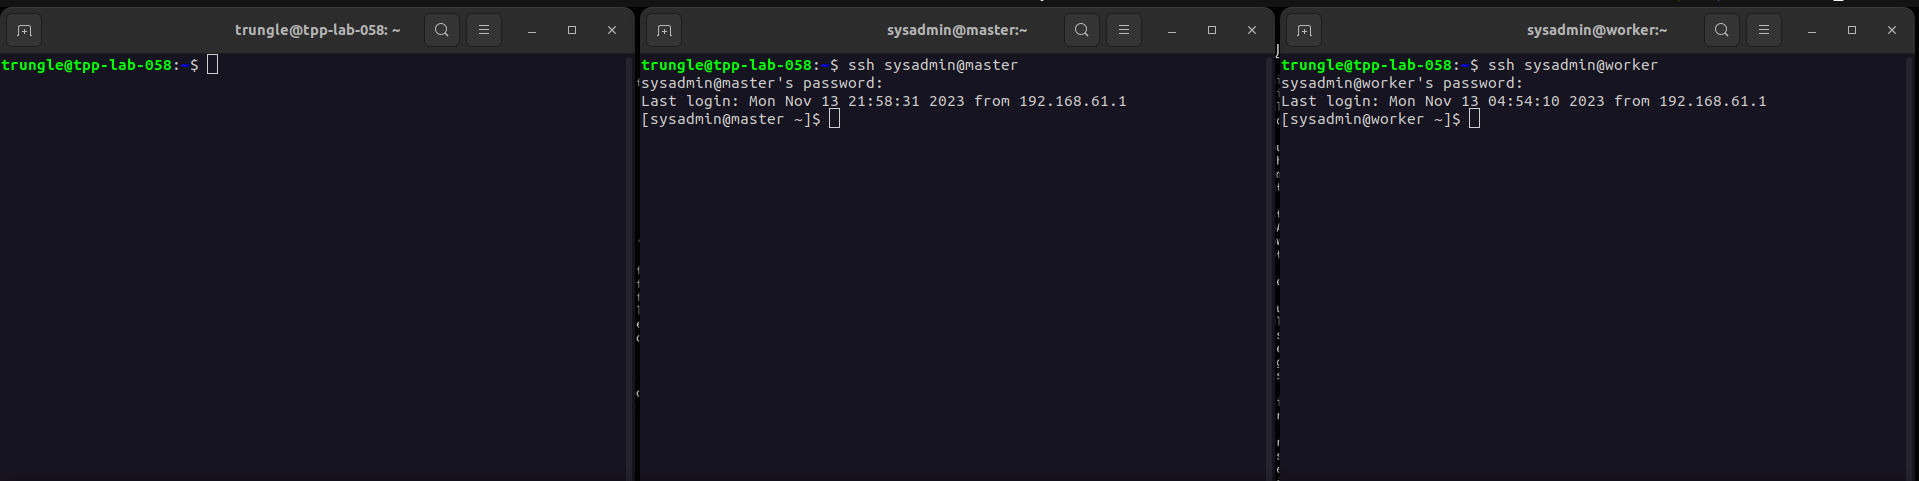 trungle@tpp-lab-058: ~
trungle@tpp-lab-058:~$
sysadmin@master:~
trungle@tpp-lab-058:~$ ssh sysadmin@master
sysadmin@master's password:
Last login: Mon Nov 13 21:58:31 2023 from 192.168.61.1
[sysadmin@master ~]$
sysadmin@worker:~
trungle@tpp-lab-058:~$ ssh sysadmin@worker
sysadmin@worker's password:
Last login: Mon Nov 13 04:54:10 2023 from 192.168.61.1
[sysadmin@worker ~]$